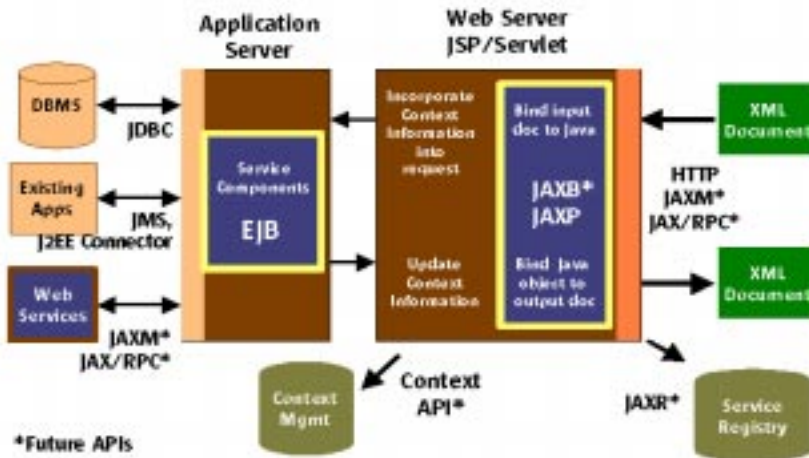 Application
Server
Web Server
JSP/Servlet
DBMS
JDBC
Existing
Apps
JMS,
J2EE Connector
Web
Services
JAXM*
JAX/RPC*
Service
Components
EJB
Incorporate
Context
Information
into
request
Update
Context
Information
Bind input
doc to Java
JAXB*
JAXP
Bind Java
object to
output doc
XML
Document
HTTP
JAXM*
JAX/RPC*
XML
Document
Context
Mgmt
Context
API*
JAXR*
Service
Registry
*Future APIs